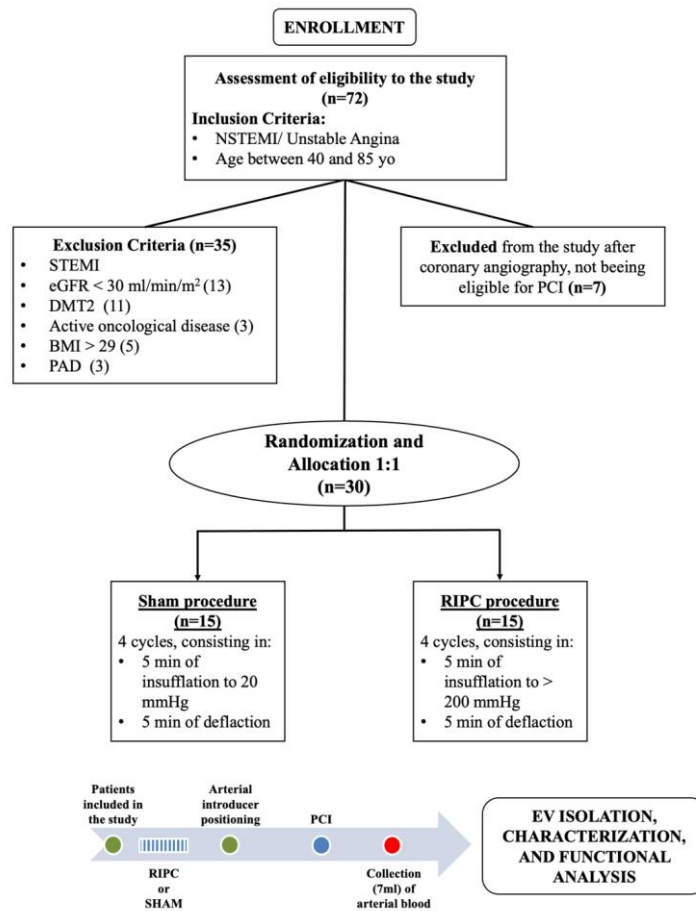 ENROLLMENT
Assessment of eligibility to the study
(n=72)
Inclusion Criteria:
• NSTEMI/ Unstable Angina
• Age between 40 and 85 yo
Exclusion Criteria (n=35)
• STEMI
• eGFR < 30 ml/min/m² (13)
• DMT2 (11)
• Active oncological disease (3)
• BMI > 29 (5)
• PAD (3)
Excluded from the study after
coronary angiography, not beeing
eligible for PCI (n=7)
Randomization and
Allocation 1:1
(n=30)
Sham procedure
(n=15)
4 cycles, consisting in:
• 5 min of
insufflation to 20
mmHg
• 5 min of deflaction
RIPC procedure
(n=15)
4 cycles, consisting in:
• 5 min of
insufflation to >
200 mmHg
• 5 min of deflaction
Patients
included in
the study
RIPC
or
SHAM
Arterial
introducer
positioning
PCI
Collection
(7ml) of
arterial blood
EV ISOLATION,
CHARACTERIZATION,
AND FUNCTIONAL
ANALYSIS